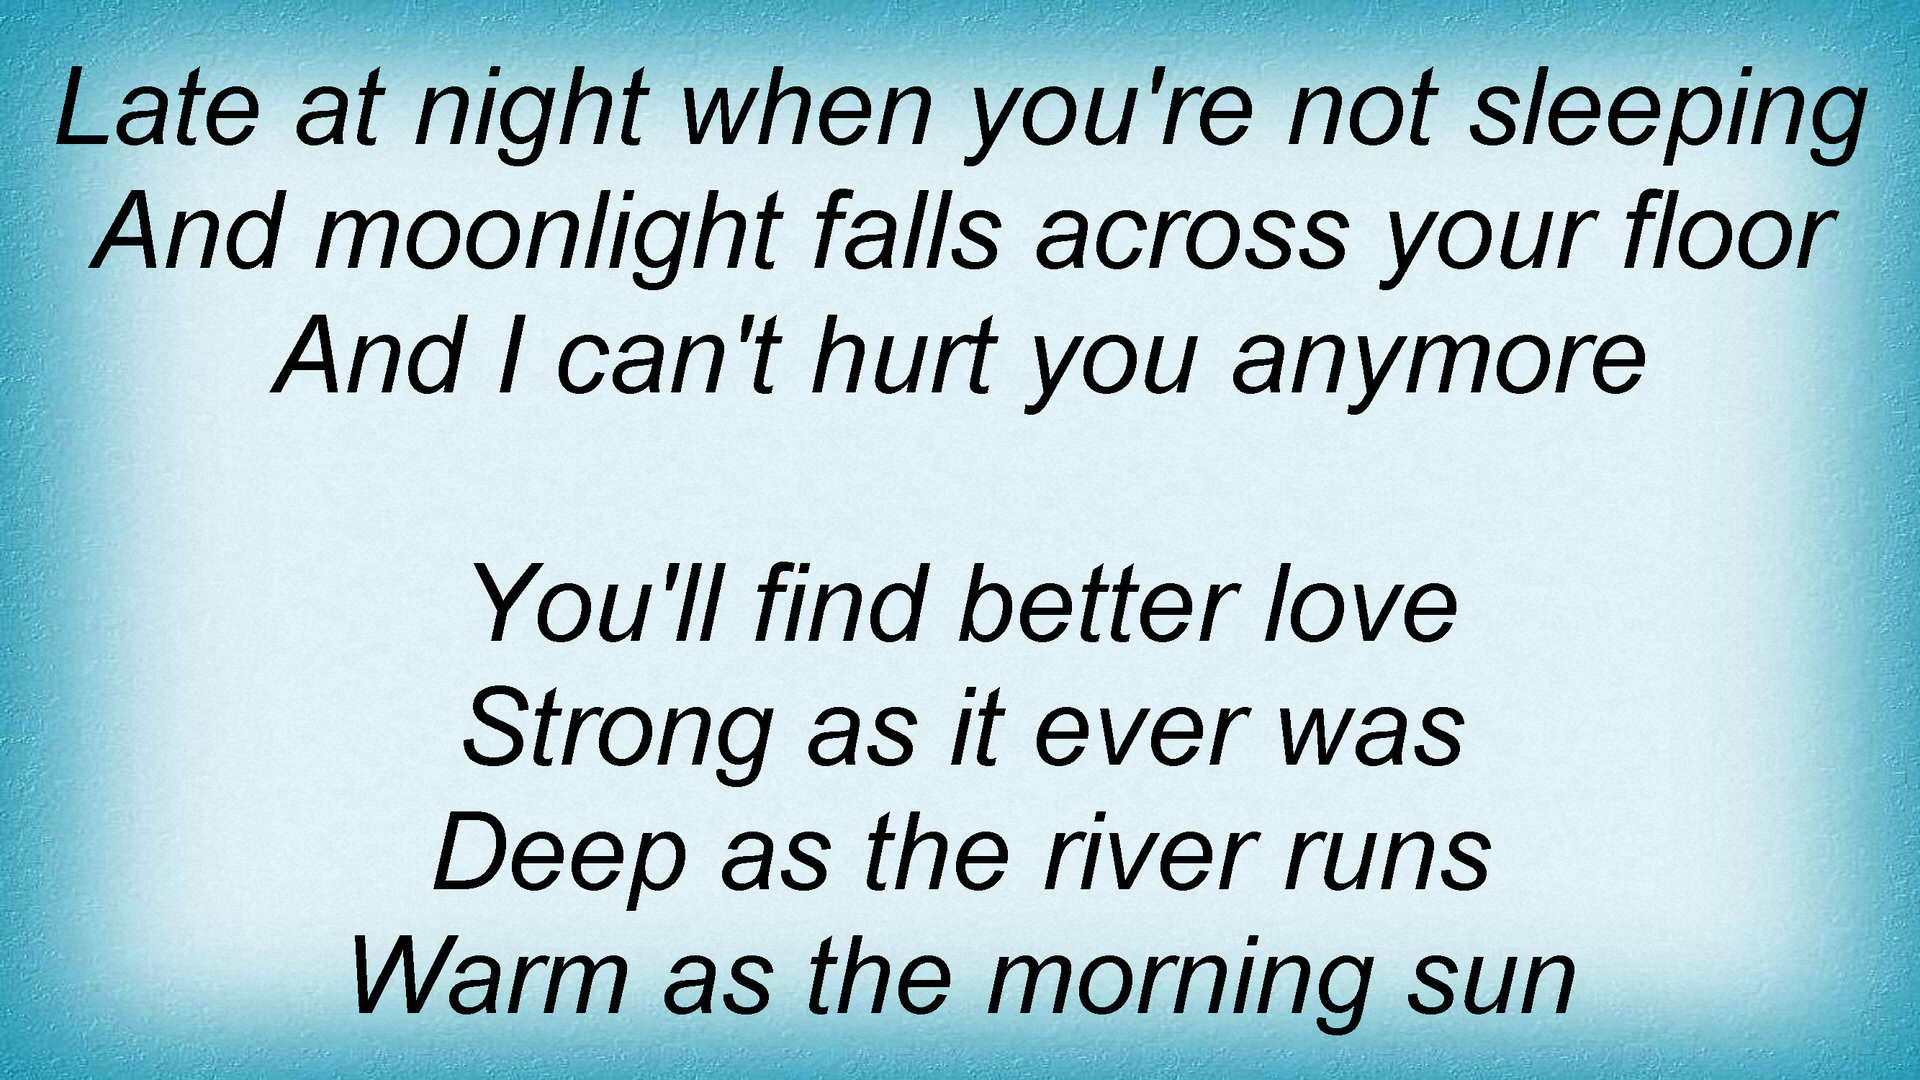 Late at night when you're not sleeping
And moonlight falls across your floor
And I can't hurt you anymore
You'll find better love
Strong as it ever was
Deep as the river runs
Warm as the morning sun